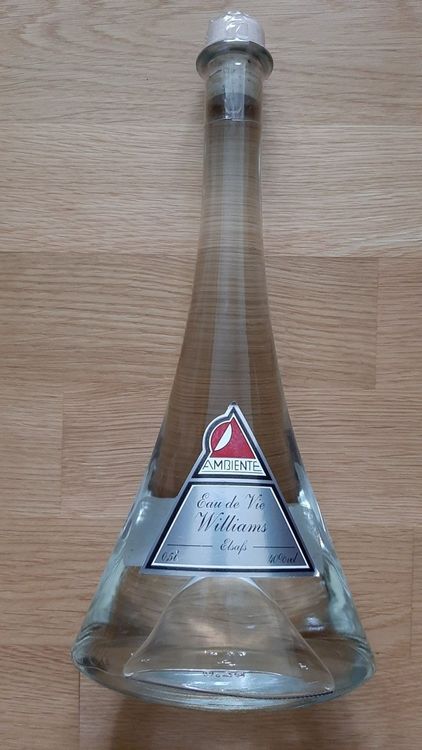 AMBIENTE
Eau de Vie
Williams
Elsaß
0,5l 40%vol